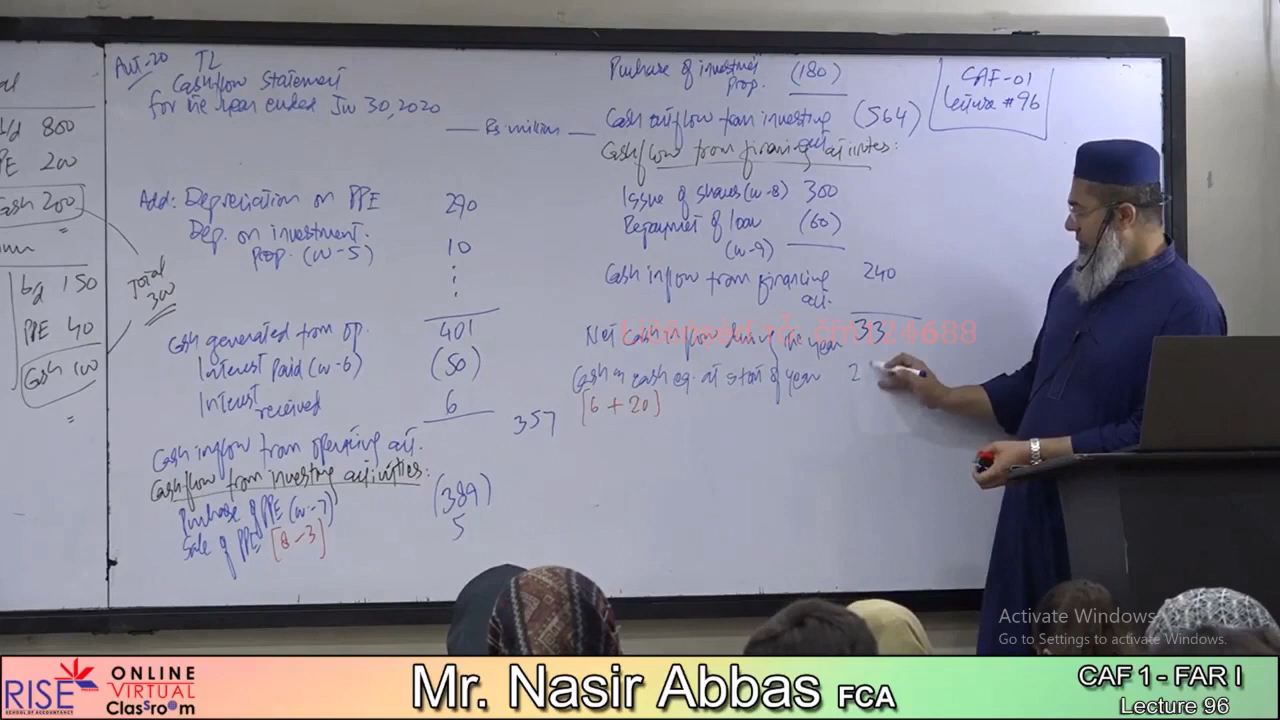 al
1/d 800
PE 200
Cash 200
b/d 150
PPE 40
Cash 100
Total
300
Aut-20 TL
Cashflow Statement
for the year ended Jun 30, 2020
Rs million
Add: Depreciation on PPE 290
Dep. on investment
prop. (w-5) 10
Cash generated from op. 401
Interest Paid (w-6) (50)
Interest
received 6
Cash inflow from operating act. 357
Cashflow from investing activities:
Purchase of PPE (w-7) (389)
Sale of PPE [8-3] 5
Purchase of investment
prop. (180)
Cash outflow from investing (564)
act.
Cashflow from financing activities:
Issue of shares (w-8) 300
Repayment of loan (60)
(w-9)
Cash inflow from financing 240
act.
Net cash inflow during the year 33
Cash n cash eq. at start of year 2
[6 + 20]
CAF-01
Lecture #96
Activate Windows
Go to Settings to activate Windows.
RISE
SCHOOL OF ACCOUNTANCY
ONLINE
VIRTUAL
Classroom
Mr. Nasir Abbas FCA
CAF 1 - FAR I
Lecture 96